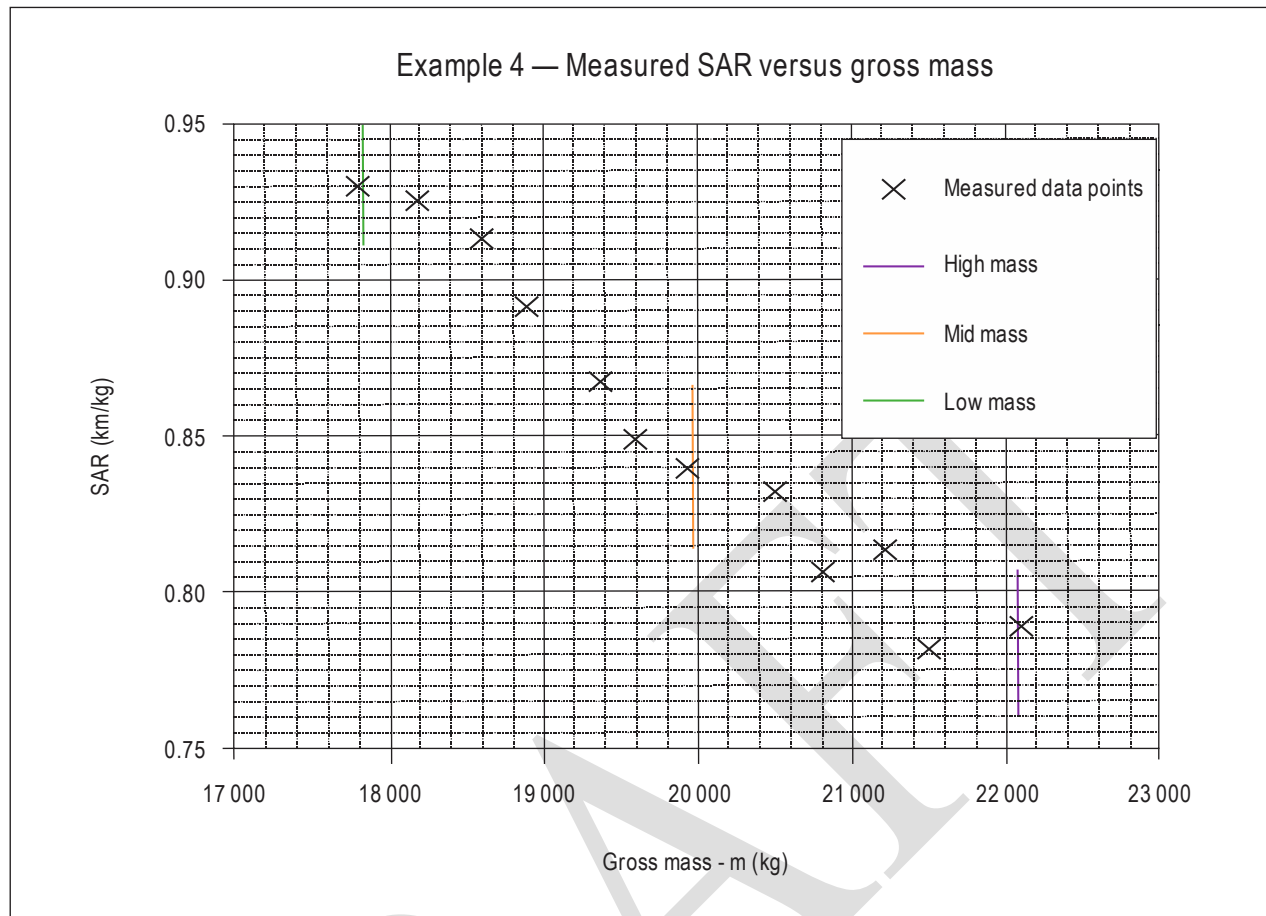 Example 4 — Measured SAR versus gross mass
0.95
0.90
0.85
0.80
0.75
SAR (km/kg)
Measured data points
High mass
Mid mass
Low mass
17 000 18 000 19 000 20 000 21 000 22 000 23 000
Gross mass - m (kg)